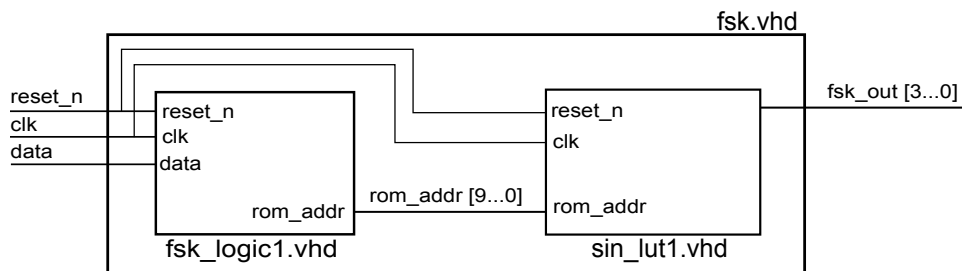 fsk.vhd
reset_n
clk
data
reset_n
clk
data
rom_addr
fsk_logic1.vhd
rom_addr [9...0]
reset_n
clk
rom_addr
sin_lut1.vhd
fsk_out [3...0]